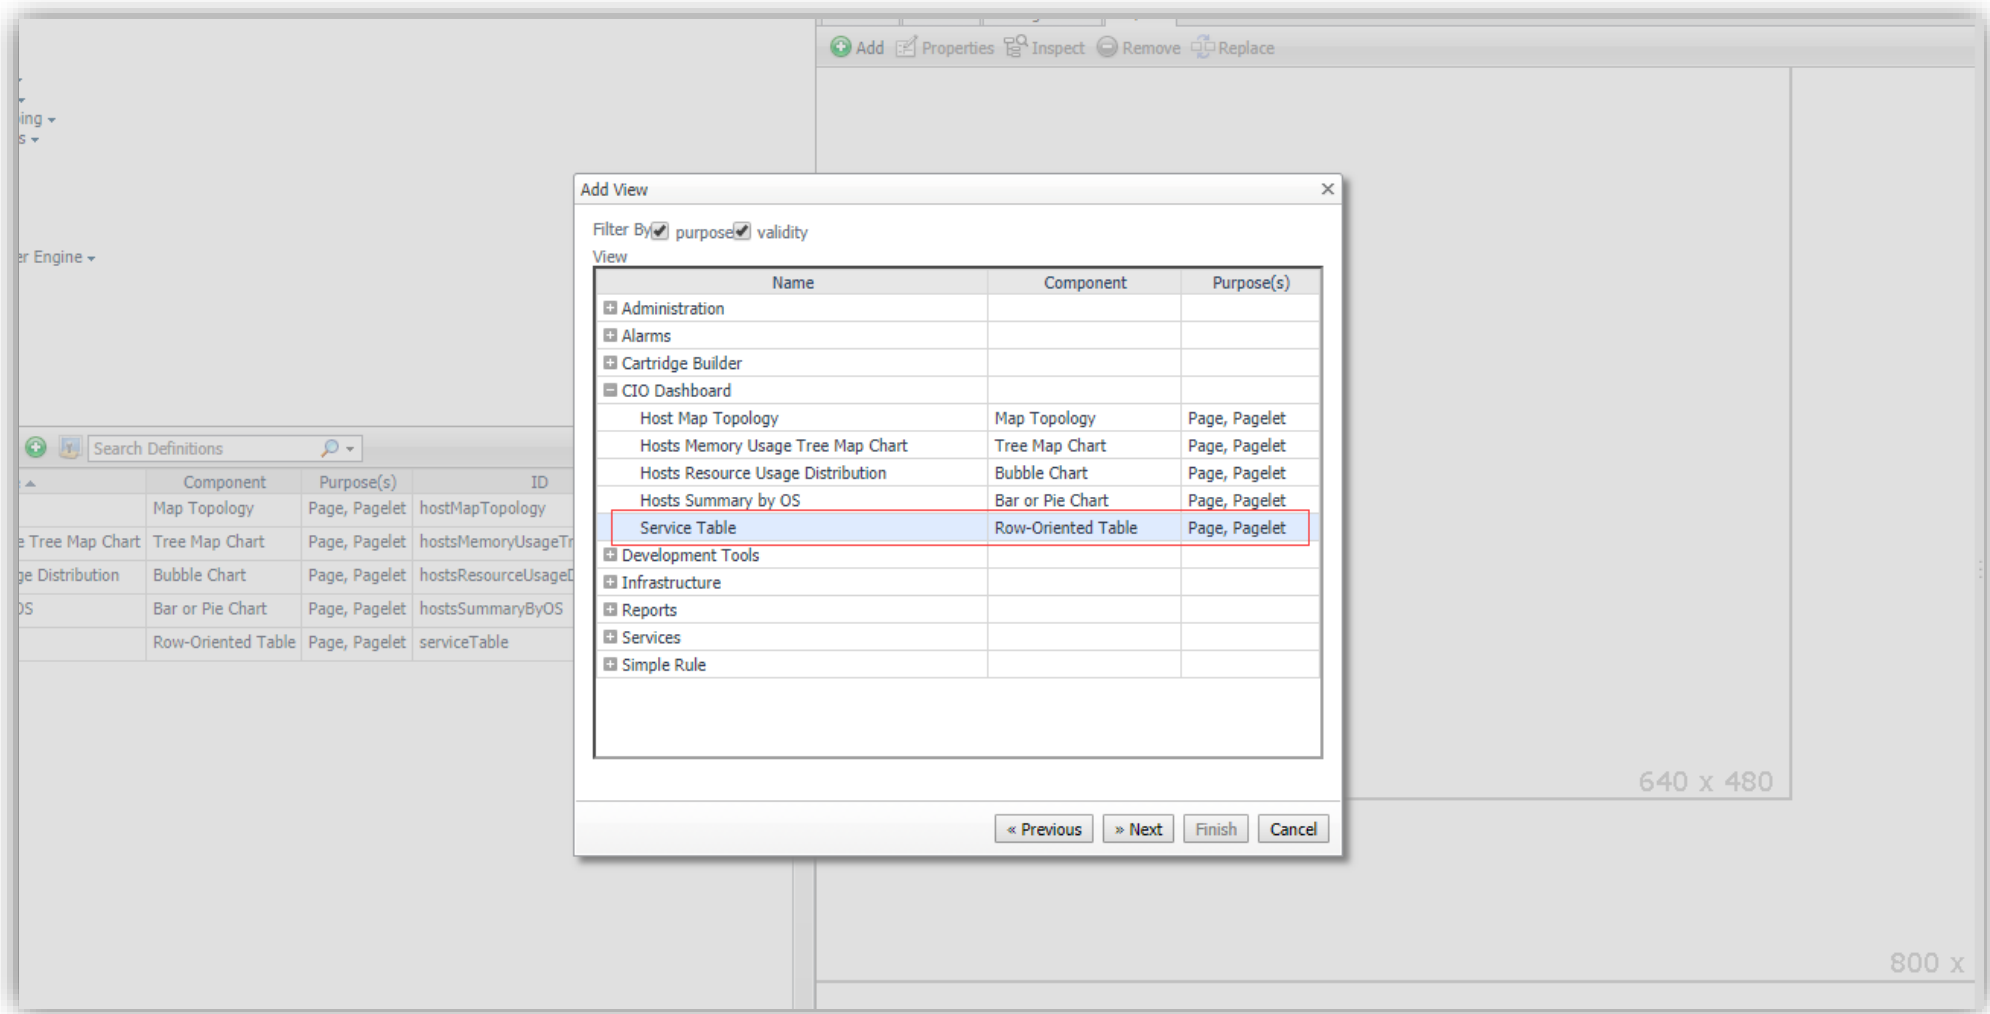 Add Properties Inspect Remove Replace
ing
s
er Engine
Add View
Filter By purpose validity
View
Name Component Purpose(s)
Administration
Alarms
Cartridge Builder
CIO Dashboard
Host Map Topology Map Topology Page, Pagelet
Hosts Memory Usage Tree Map Chart Tree Map Chart Page, Pagelet
Hosts Resource Usage Distribution Bubble Chart Page, Pagelet
Hosts Summary by OS Bar or Pie Chart Page, Pagelet
Service Table Row-Oriented Table Page, Pagelet
Development Tools
Infrastructure
Reports
Services
Simple Rule
« Previous » Next Finish Cancel
Search Definitions
Component Purpose(s) ID
Map Topology Page, Pagelet hostMapTopology
e Tree Map Chart Tree Map Chart Page, Pagelet hostsMemoryUsageTr
ge Distribution Bubble Chart Page, Pagelet hostsResourceUsage
OS Bar or Pie Chart Page, Pagelet hostsSummaryByOS
Row-Oriented Table Page, Pagelet serviceTable
640 x 480
800 x